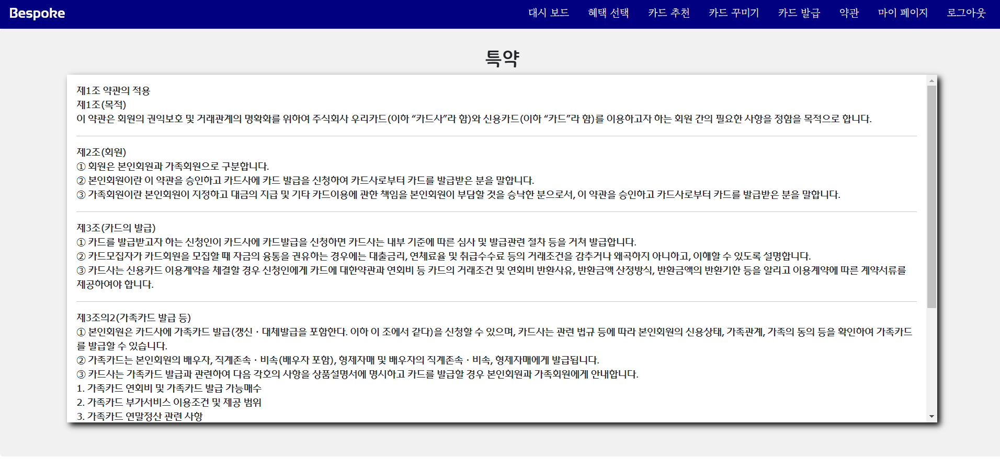 Bespoke
대시 보드 혜택 선택 카드 추천 카드 꾸미기 카드 발급 약관 마이 페이지 로그아웃
특약
제1조 약관의 적용
제1조(목적)
이 약관은 회원의 권익보호 및 거래관계의 명확화를 위하여 주식회사 우리카드(이하 “카드사”라 함)와 신용카드(이하 “카드”라 함)를 이용하고자 하는 회원 간의 필요한 사항을 정함을 목적으로 합니다.
제2조(회원)
① 회원은 본인회원과 가족회원으로 구분합니다.
② 본인회원이란 이 약관을 승인하고 카드사에 카드 발급을 신청하여 카드사로부터 카드를 발급받은 분을 말합니다.
③ 가족회원이란 본인회원이 지정하고 대금의 지급 및 기타 카드이용에 관한 책임을 본인회원이 부담할 것을 승낙한 분으로서, 이 약관을 승인하고 카드사로부터 카드를 발급받은 분을 말합니다.
제3조(카드의 발급)
① 카드를 발급받고자 하는 신청인이 카드사에 카드발급을 신청하면 카드사는 내부 기준에 따른 심사 및 발급관련 절차 등을 거쳐 발급합니다.
② 카드모집자가 카드회원을 모집할 때 자금의 융통을 권유하는 경우에는 대출금리, 연체료율 및 취급수수료 등의 거래조건을 감추거나 왜곡하지 아니하고, 이해할 수 있도록 설명합니다.
③ 카드사는 신용카드 이용계약을 체결할 경우 신청인에게 카드에 대한약관과 연회비 등 카드의 거래조건 및 연회비 반환사유, 반환금액 산정방식, 반환금액의 반환기한 등을 알리고 이용계약에 따른 계약서류를
제공하여야 합니다.
제3조의2(가족카드 발급 등)
① 본인회원은 카드사에 가족카드 발급(갱신ㆍ대체발급을 포함한다. 이하 이 조에서 같다)을 신청할 수 있으며, 카드사는 관련 법규 등에 따라 본인회원의 신용상태, 가족관계, 가족의 동의 등을 확인하여 가족카드
를 발급할 수 있습니다.
② 가족카드는 본인회원의 배우자, 직계존속ㆍ비속(배우자 포함), 형제자매 및 배우자의 직계존속ㆍ비속, 형제자매에게 발급됩니다.
③ 카드사는 가족카드 발급과 관련하여 다음 각호의 사항을 상품설명서에 명시하고 카드를 발급할 경우 본인회원과 가족회원에게 안내합니다.
1. 가족카드 연회비 및 가족카드 발급 가능매수
2. 가족카드 부가서비스 이용조건 및 제공 범위
3. 가족카드 연말정산 관련 사항